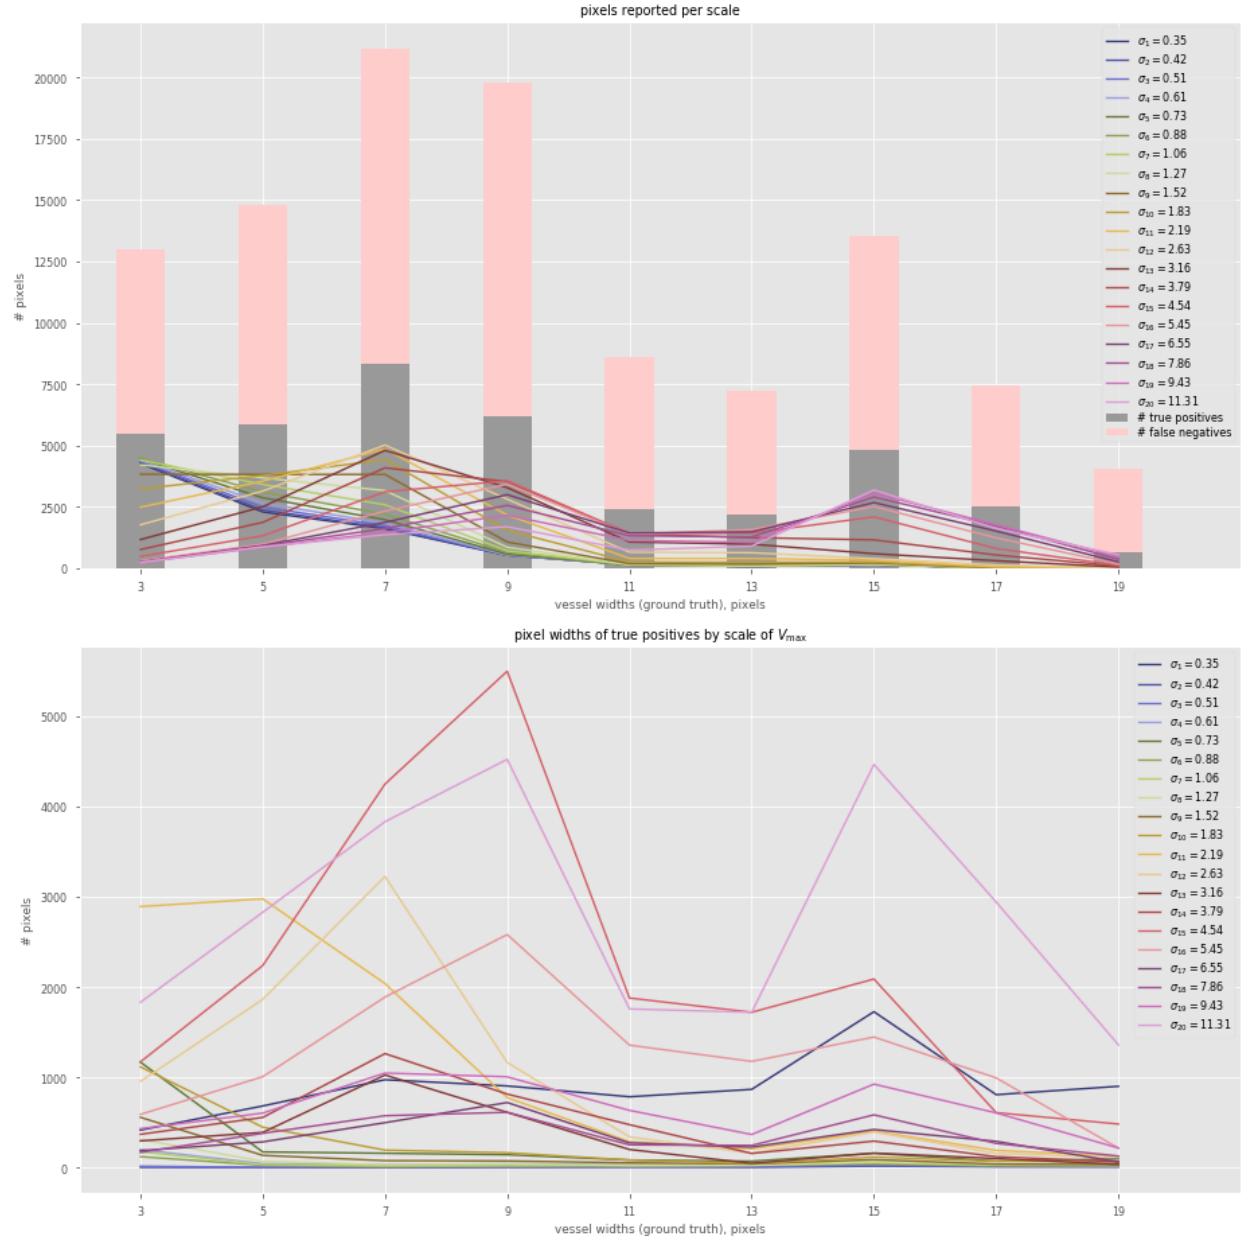 pixels reported per scale
# pixels
20000
17500
15000
12500
10000
7500
5000
2500
0
3 5 7 9 11 13 15 17 19
vessel widths (ground truth), pixels
σ₁ = 0.35
σ₂ = 0.42
σ₃ = 0.51
σ₄ = 0.61
σ₅ = 0.73
σ₆ = 0.88
σ₇ = 1.06
σ₈ = 1.27
σ₉ = 1.52
σ₁₀ = 1.83
σ₁₁ = 2.19
σ₁₂ = 2.63
σ₁₃ = 3.16
σ₁₄ = 3.79
σ₁₅ = 4.54
σ₁₆ = 5.45
σ₁₇ = 6.55
σ₁₈ = 7.86
σ₁₉ = 9.43
σ₂₀ = 11.31
# true positives
# false negatives
pixel widths of true positives by scale of Vmax
# pixels
5000
4000
3000
2000
1000
0
3 5 7 9 11 13 15 17 19
vessel widths (ground truth), pixels
σ₁ = 0.35
σ₂ = 0.42
σ₃ = 0.51
σ₄ = 0.61
σ₅ = 0.73
σ₆ = 0.88
σ₇ = 1.06
σ₈ = 1.27
σ₉ = 1.52
σ₁₀ = 1.83
σ₁₁ = 2.19
σ₁₂ = 2.63
σ₁₃ = 3.16
σ₁₄ = 3.79
σ₁₅ = 4.54
σ₁₆ = 5.45
σ₁₇ = 6.55
σ₁₈ = 7.86
σ₁₉ = 9.43
σ₂₀ = 11.31